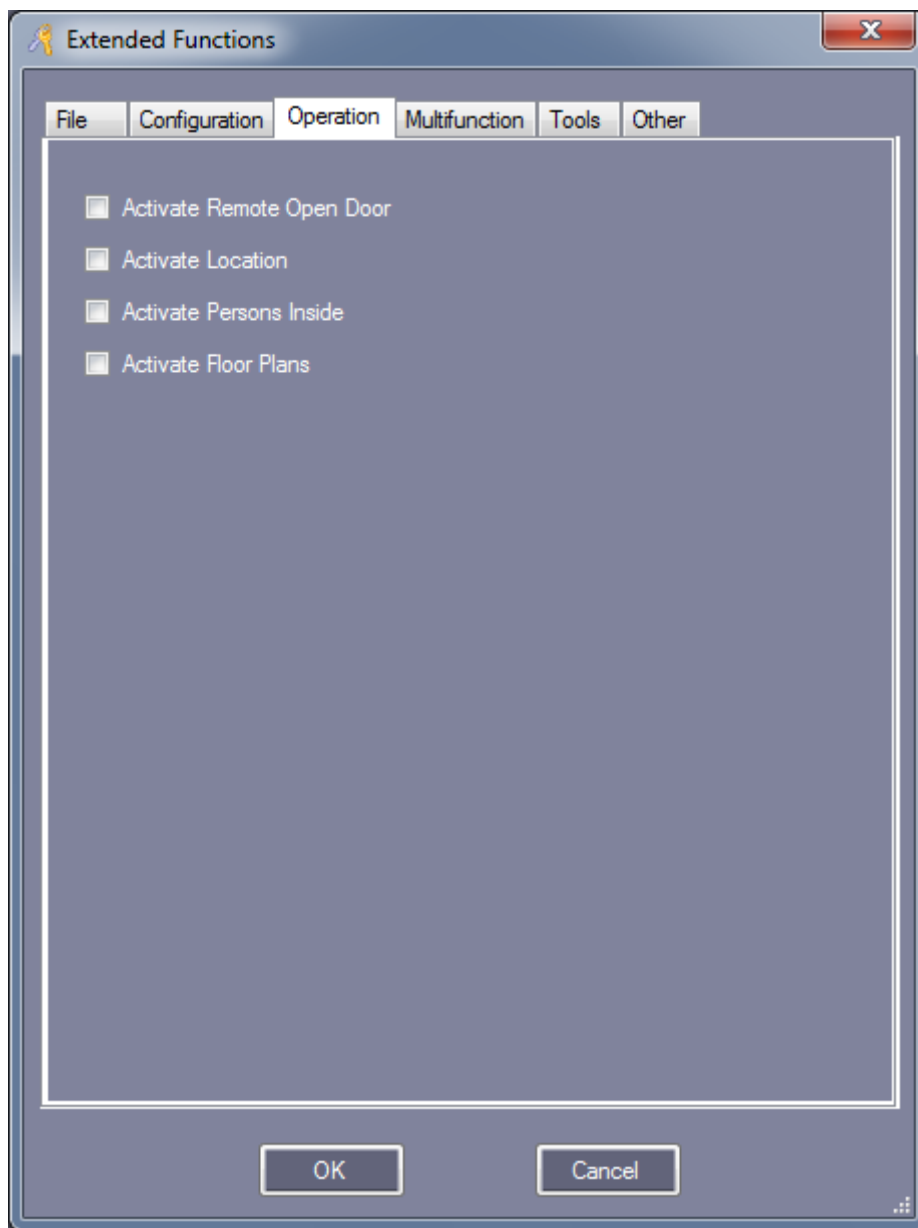 Extended Functions
File Configuration Operation Multifunction Tools Other
Activate Remote Open Door
Activate Location
Activate Persons Inside
Activate Floor Plans
OK Cancel